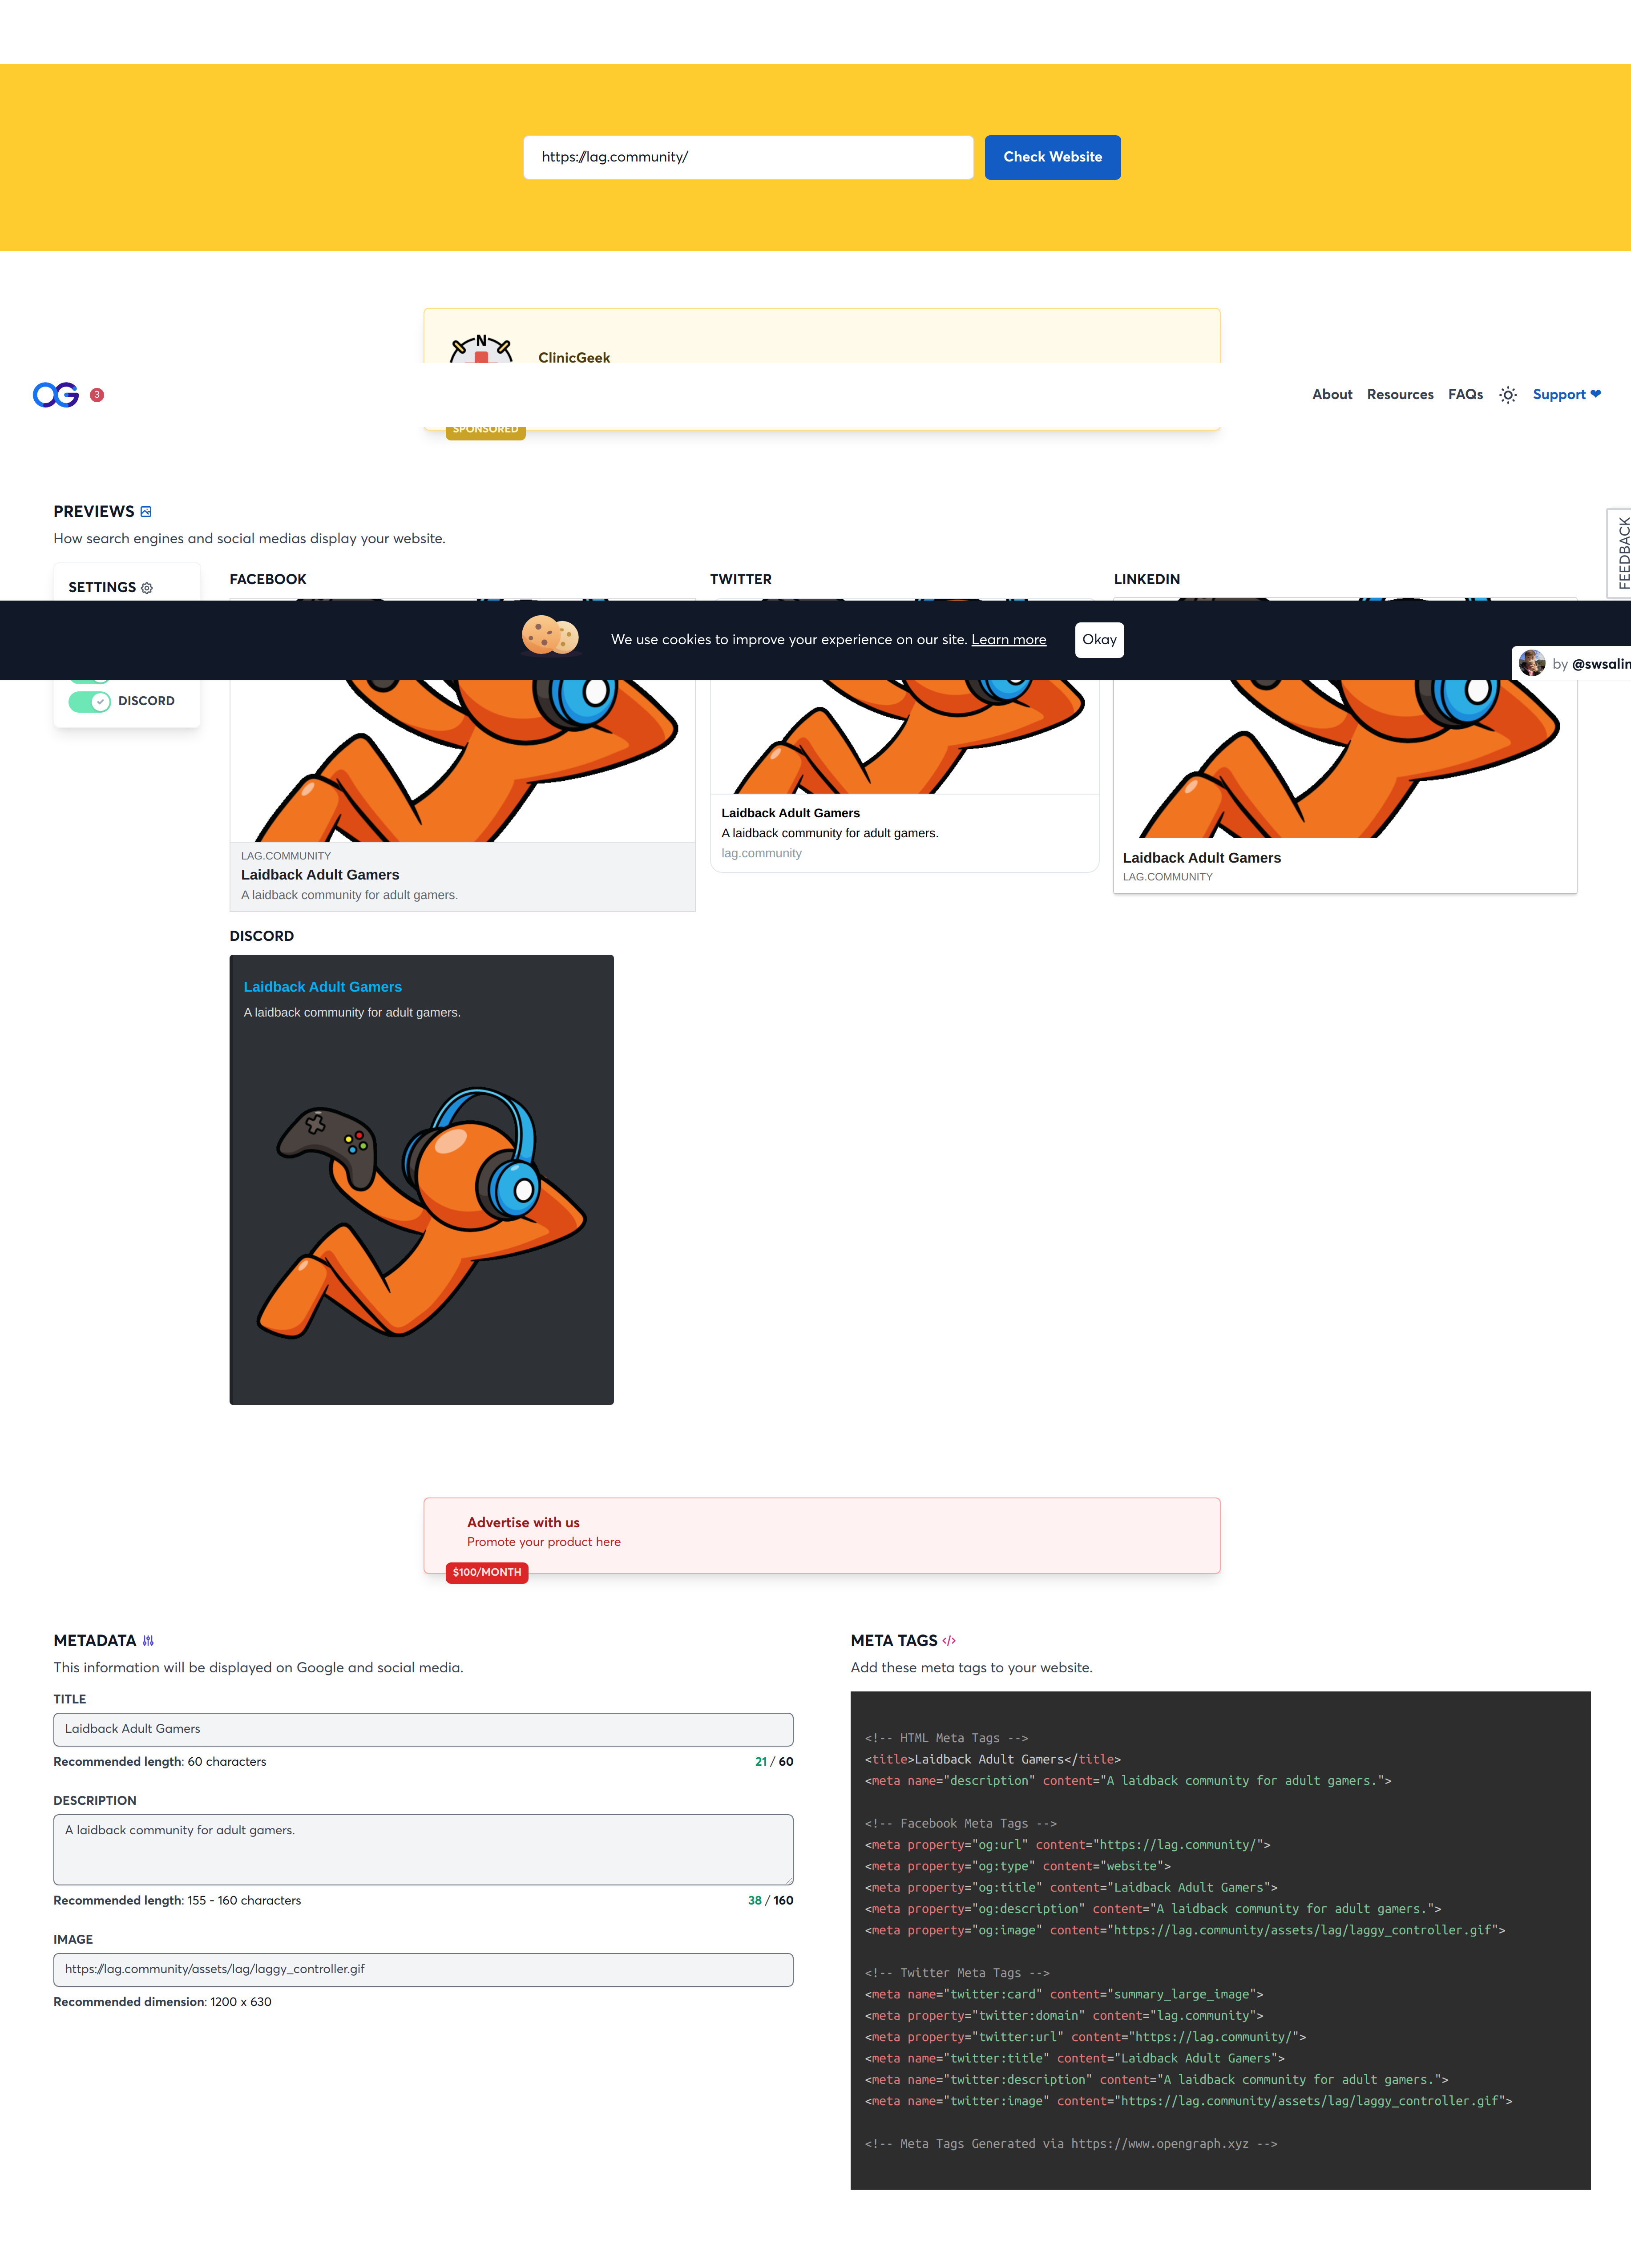 https://lag.community/
Check Website
N
ClinicGeek
OG 3
About Resources FAQs Support ❤
SPONSORED
PREVIEWS
How search engines and social medias display your website.
FEEDBACK
SETTINGS
FACEBOOK
TWITTER
LINKEDIN
We use cookies to improve your experience on our site. Learn more
Okay
by @swsalim
DISCORD
LAG.COMMUNITY
Laidback Adult Gamers
A laidback community for adult gamers.
Laidback Adult Gamers
A laidback community for adult gamers.
lag.community
Laidback Adult Gamers
LAG.COMMUNITY
DISCORD
Laidback Adult Gamers
A laidback community for adult gamers.
Advertise with us
Promote your product here
$100/MONTH
METADATA
This information will be displayed on Google and social media.
TITLE
Laidback Adult Gamers
Recommended length: 60 characters
21 / 60
DESCRIPTION
A laidback community for adult gamers.
Recommended length: 155 - 160 characters
38 / 160
IMAGE
https://lag.community/assets/lag/laggy_controller.gif
Recommended dimension: 1200 x 630
META TAGS </>
Add these meta tags to your website.
<!-- HTML Meta Tags -->
<title>Laidback Adult Gamers</title>
<meta name="description" content="A laidback community for adult gamers.">
<!-- Facebook Meta Tags -->
<meta property="og:url" content="https://lag.community/">
<meta property="og:type" content="website">
<meta property="og:title" content="Laidback Adult Gamers">
<meta property="og:description" content="A laidback community for adult gamers.">
<meta property="og:image" content="https://lag.community/assets/lag/laggy_controller.gif">
<!-- Twitter Meta Tags -->
<meta name="twitter:card" content="summary_large_image">
<meta property="twitter:domain" content="lag.community">
<meta property="twitter:url" content="https://lag.community/">
<meta name="twitter:title" content="Laidback Adult Gamers">
<meta name="twitter:description" content="A laidback community for adult gamers.">
<meta name="twitter:image" content="https://lag.community/assets/lag/laggy_controller.gif">
<!-- Meta Tags Generated via https://www.opengraph.xyz -->